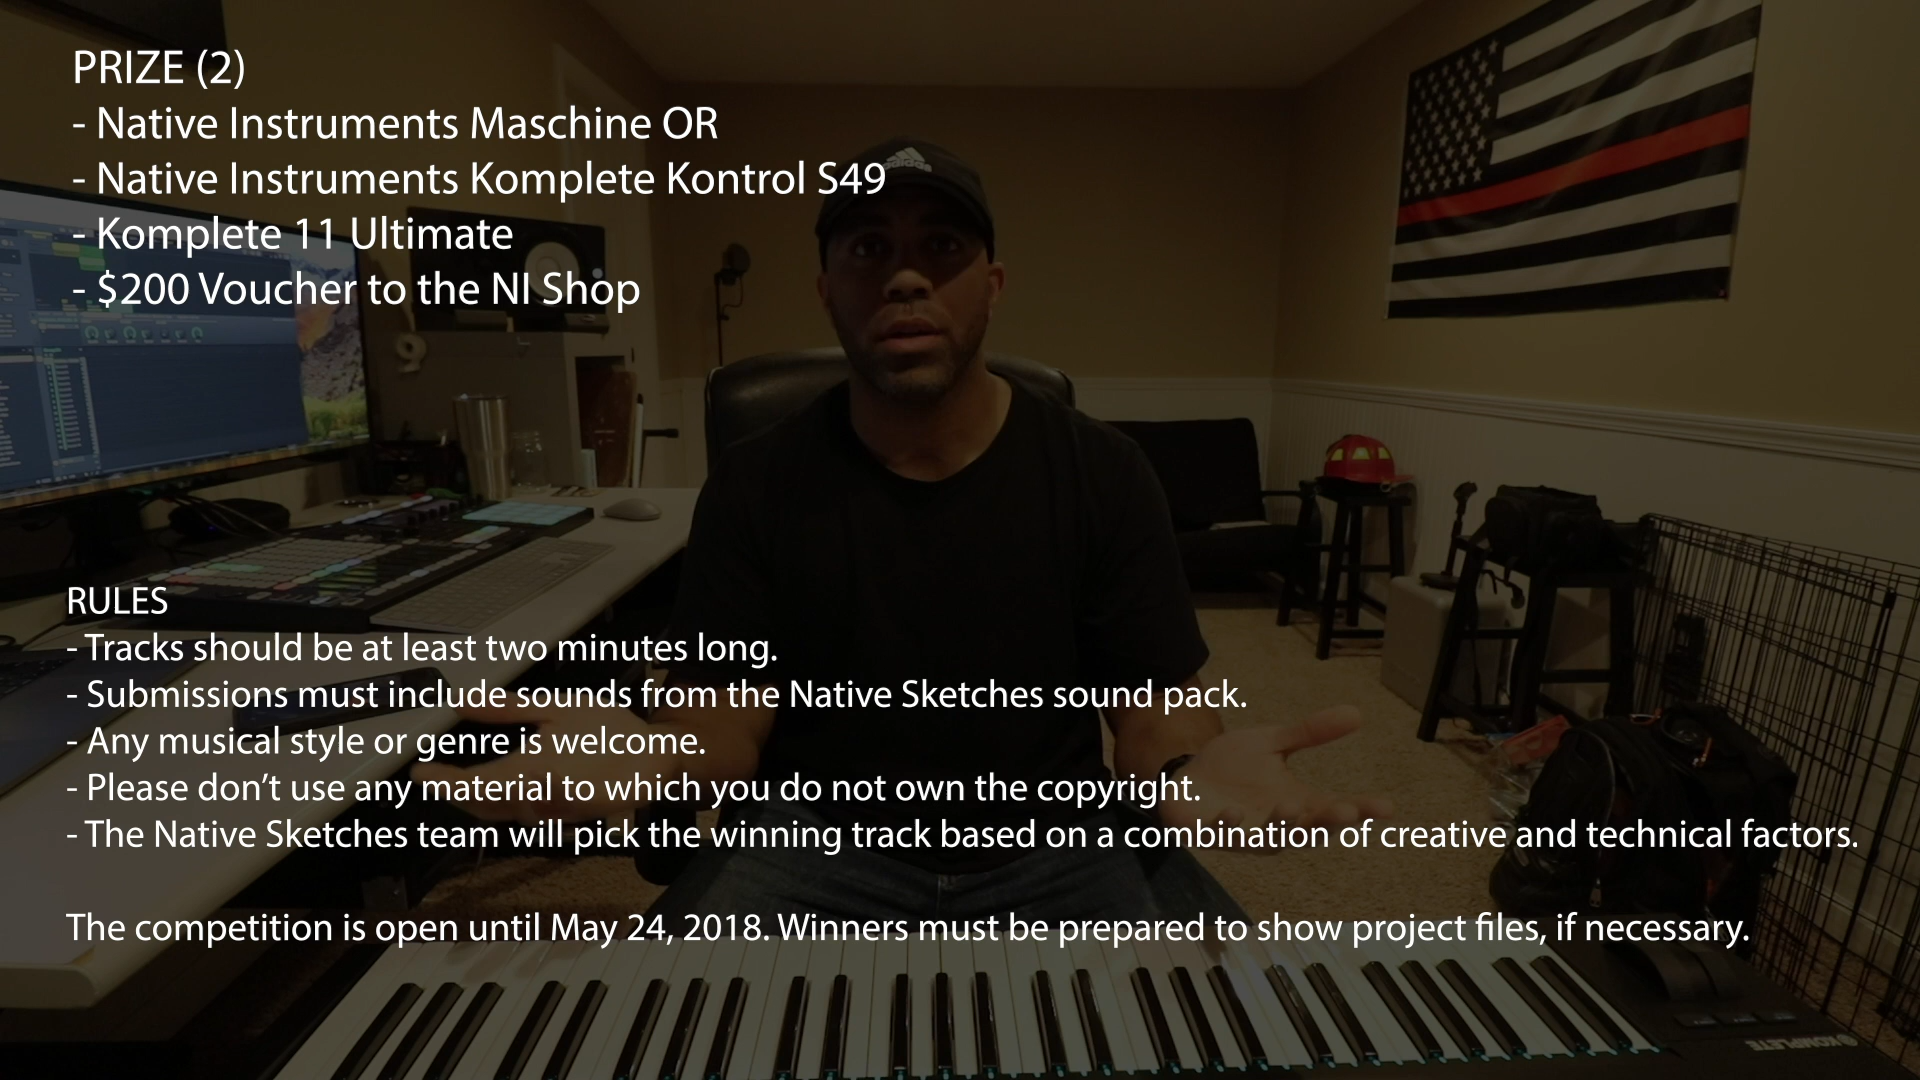 PRIZE (2)
- Native Instruments Maschine OR
- Native Instruments Komplete Kontrol S49
- Komplete 11 Ultimate
- $200 Voucher to the NI Shop
adidas
RULES
- Tracks should be at least two minutes long.
- Submissions must include sounds from the Native Sketches sound pack.
- Any musical style or genre is welcome.
- Please don’t use any material to which you do not own the copyright.
- The Native Sketches team will pick the winning track based on a combination of creative and technical factors.
The competition is open until May 24, 2018. Winners must be prepared to show project files, if necessary.
KOMPLETE